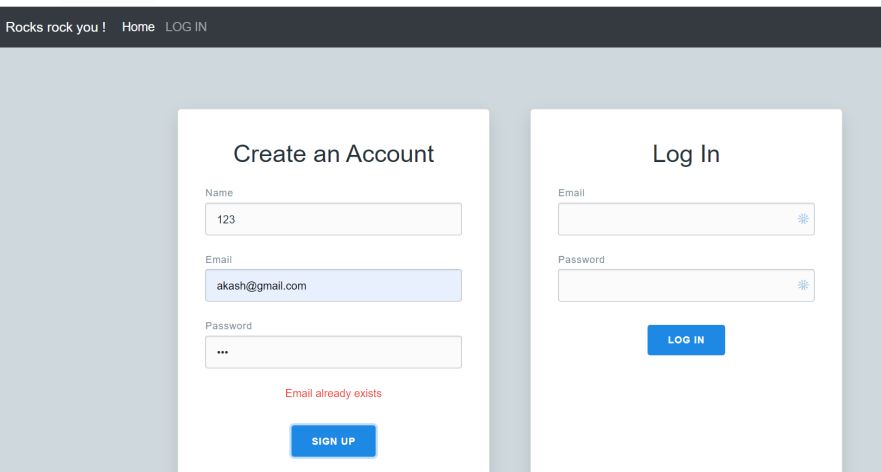 Rocks rock you ! Home LOG IN
Create an Account
Name
123
Email
akash@gmail.com
Password
•••
Email already exists
SIGN UP
Log In
Email
Password
LOG IN